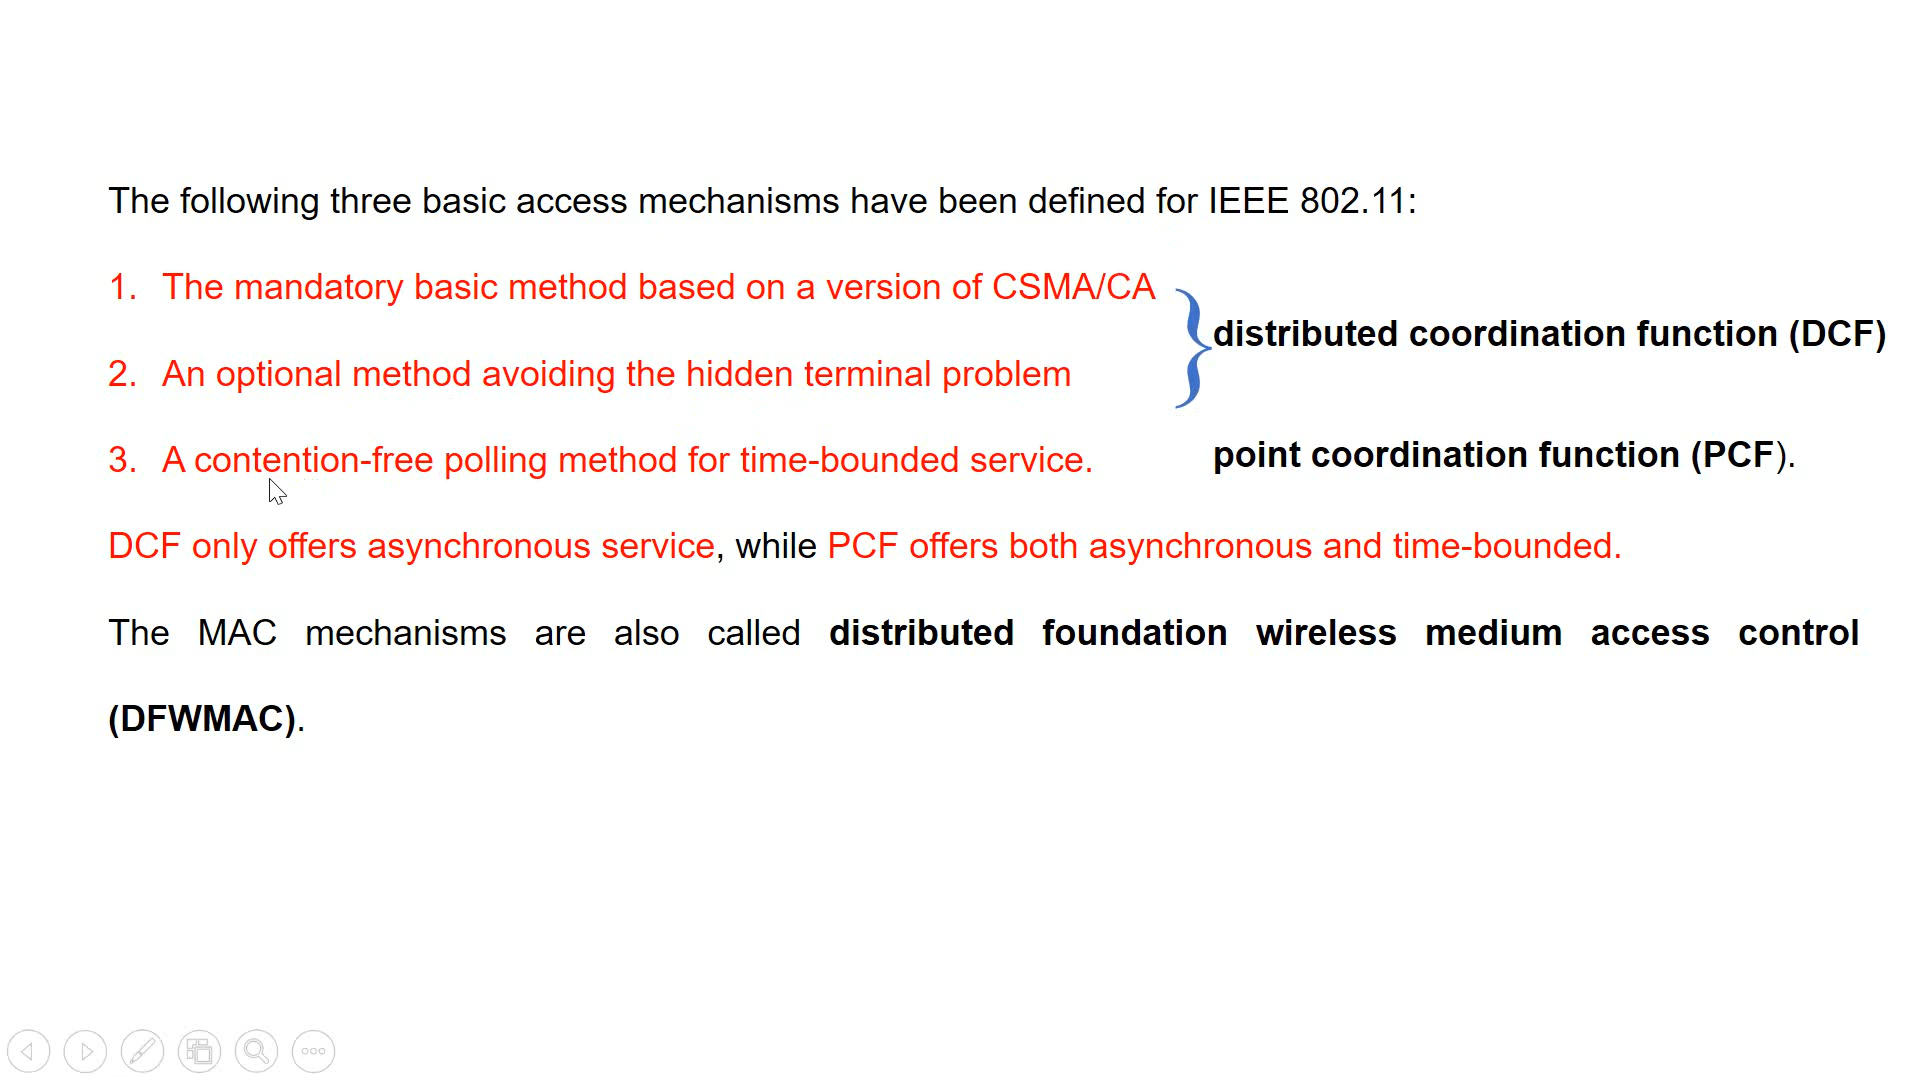 The following three basic access mechanisms have been defined for IEEE 802.11:
1. The mandatory basic method based on a version of CSMA/CA
distributed coordination function (DCF)
2. An optional method avoiding the hidden terminal problem
3. A contention-free polling method for time-bounded service.
point coordination function (PCF).
DCF only offers asynchronous service, while PCF offers both asynchronous and time-bounded.
The MAC mechanisms are also called distributed foundation wireless medium access control
(DFWMAC).